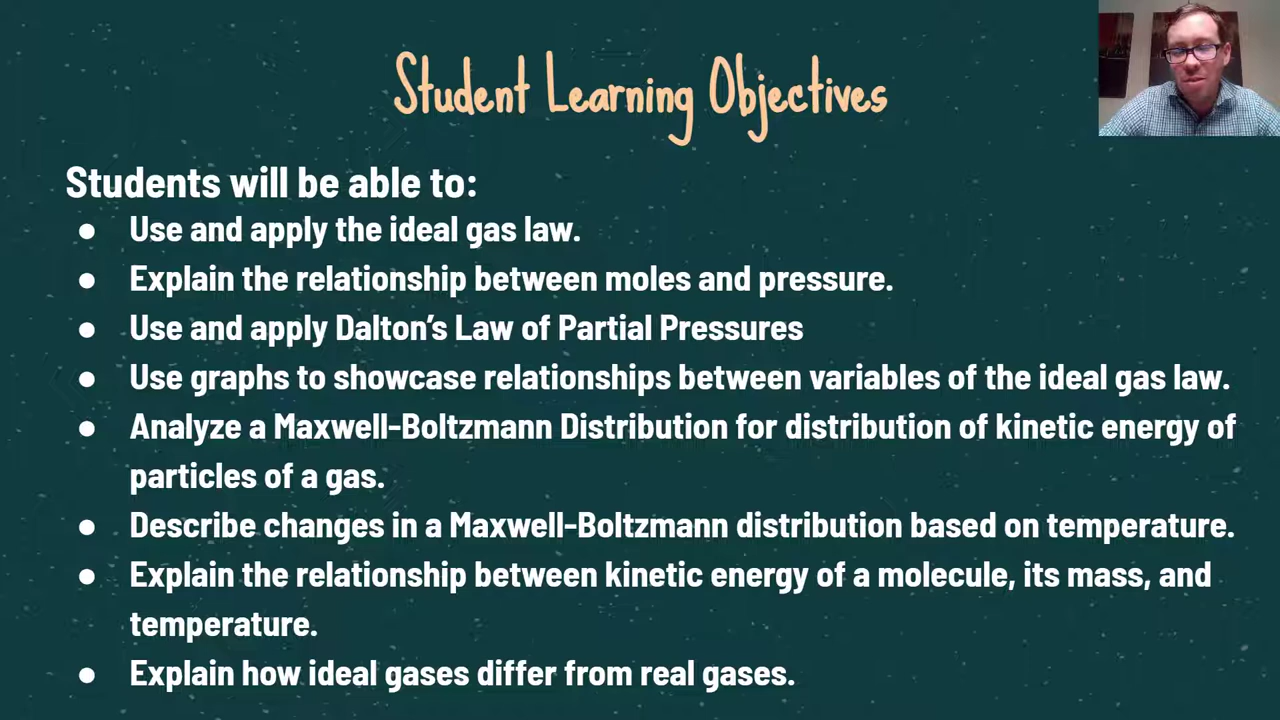 Student Learning Objectives
Students will be able to:
● Use and apply the ideal gas law.
● Explain the relationship between moles and pressure.
● Use and apply Dalton’s Law of Partial Pressures
● Use graphs to showcase relationships between variables of the ideal gas law.
● Analyze a Maxwell-Boltzmann Distribution for distribution of kinetic energy of
particles of a gas.
● Describe changes in a Maxwell-Boltzmann distribution based on temperature.
● Explain the relationship between kinetic energy of a molecule, its mass, and
temperature.
● Explain how ideal gases differ from real gases.